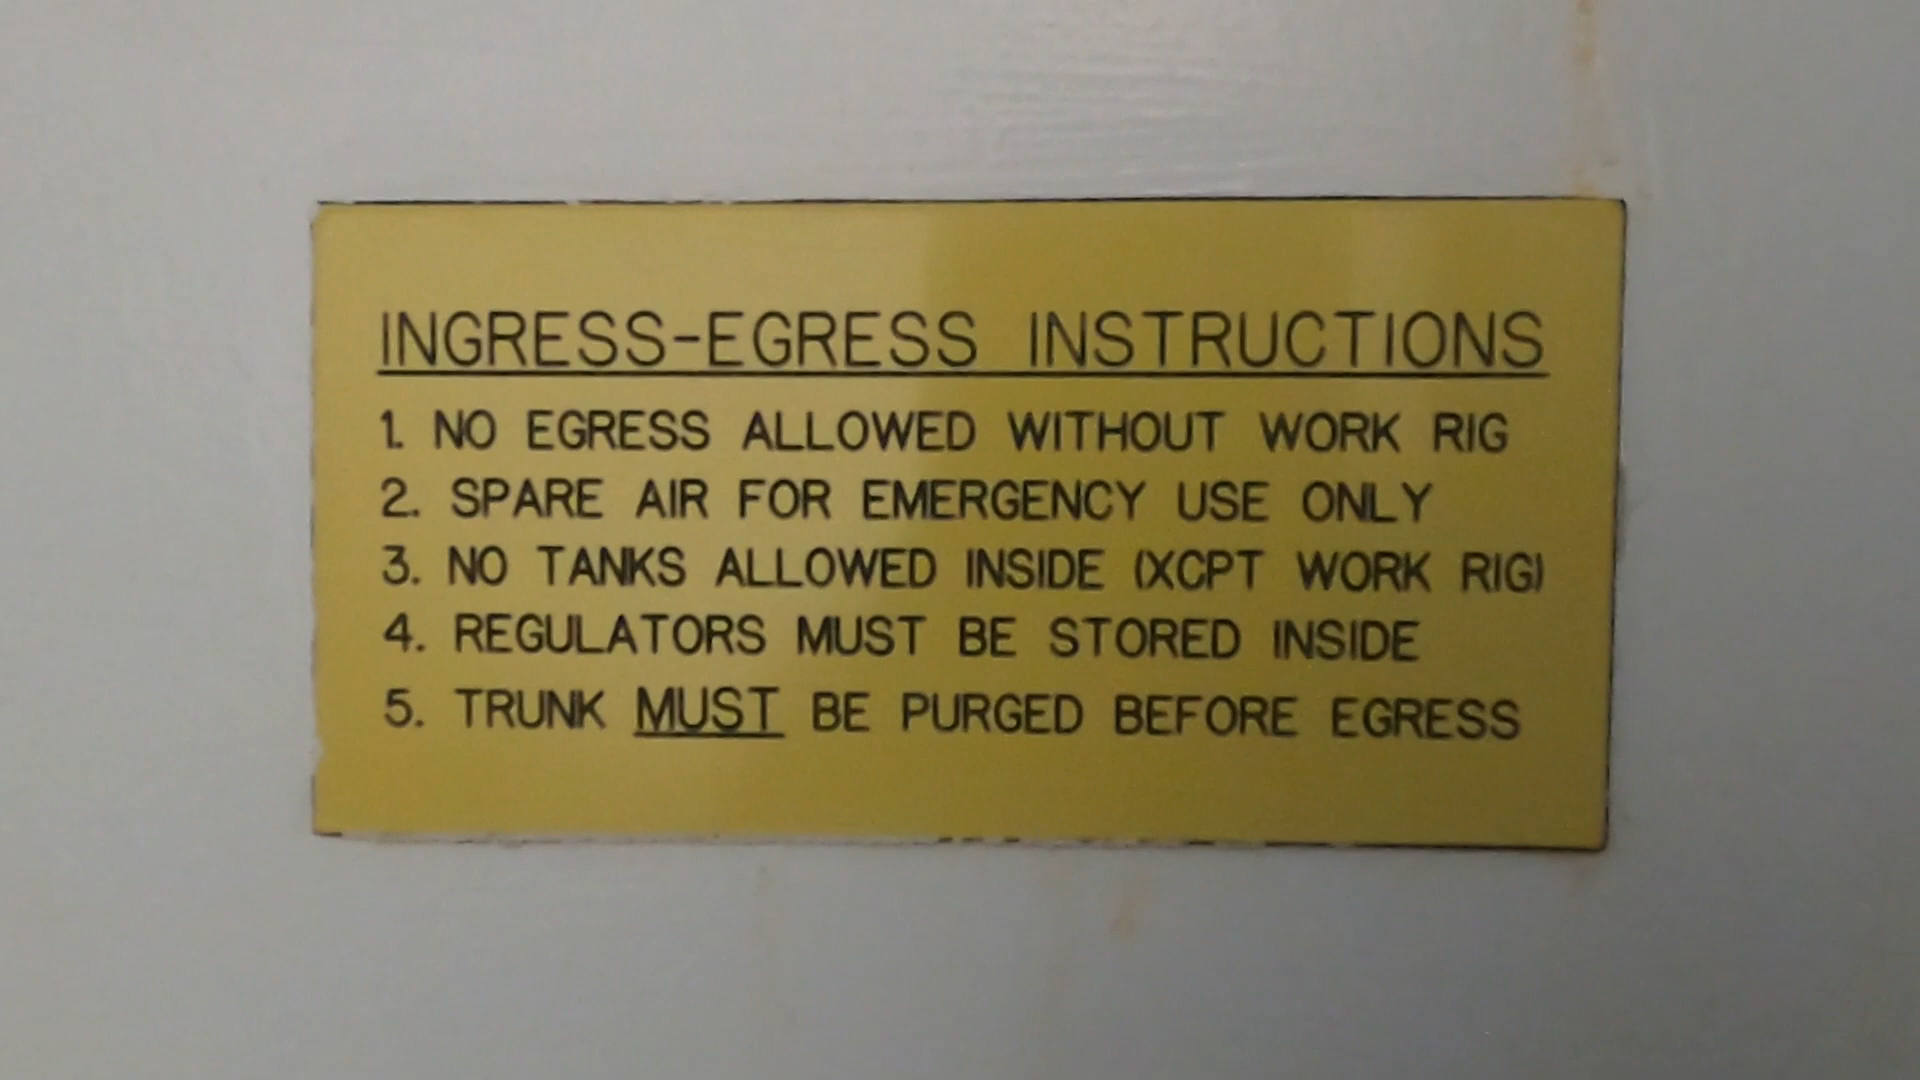 INGRESS-EGRESS INSTRUCTIONS
1. NO EGRESS ALLOWED WITHOUT WORK RIG
2. SPARE AIR FOR EMERGENCY USE ONLY
3. NO TANKS ALLOWED INSIDE (XCPT WORK RIG)
4. REGULATORS MUST BE STORED INSIDE
5. TRUNK MUST BE PURGED BEFORE EGRESS